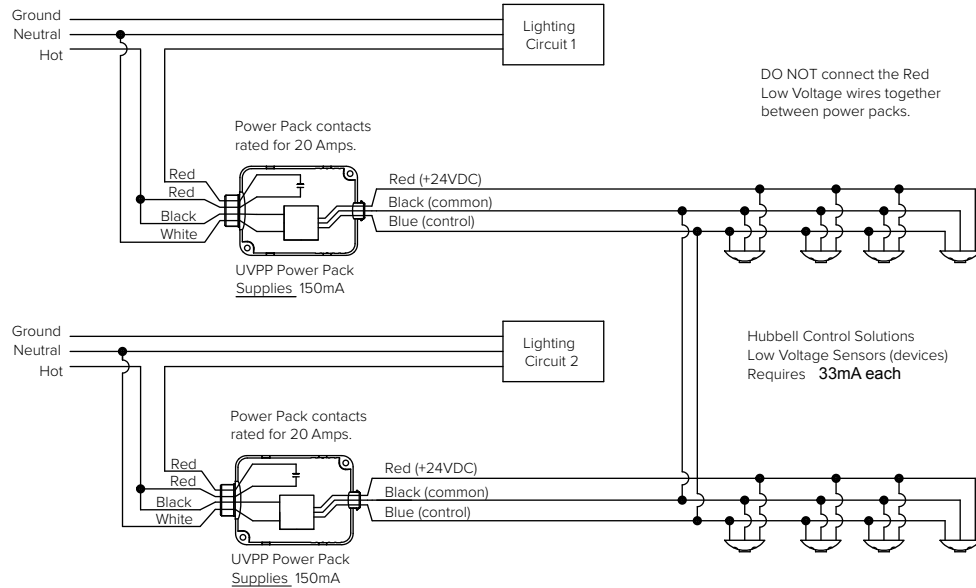 Ground
Neutral
Hot
Lighting
Circuit 1
DO NOT connect the Red
Low Voltage wires together
between power packs.
Power Pack contacts
rated for 20 Amps.
Red
Red
Black
White
Red (+24VDC)
Black (common)
Blue (control)
UVPP Power Pack
Supplies 150mA
Ground
Neutral
Hot
Lighting
Circuit 2
Hubbell Control Solutions
Low Voltage Sensors (devices)
Requires 33mA each
Power Pack contacts
rated for 20 Amps.
Red
Red
Black
White
Red (+24VDC)
Black (common)
Blue (control)
UVPP Power Pack
Supplies 150mA